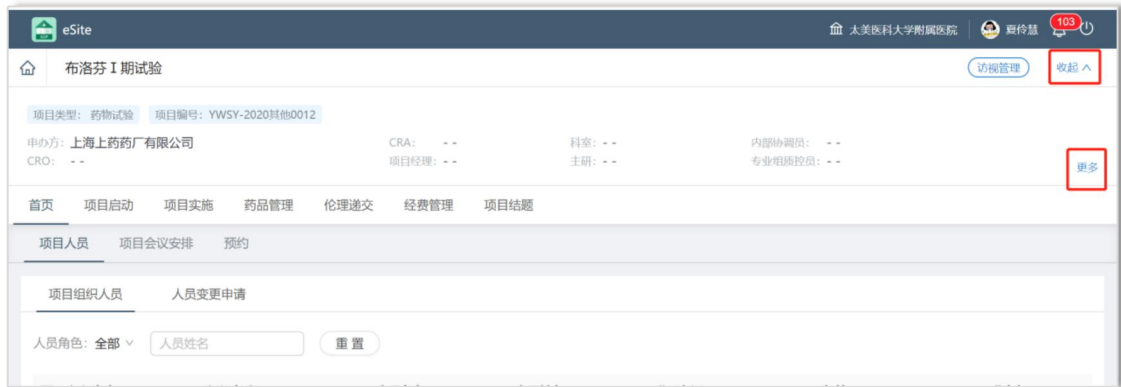 eSite 太美医科大学附属医院 夏伶慧 103
布洛芬Ⅰ期试验 访视管理 收起
项目类型: 药物试验 项目编号: YWSY-2020其他0012
申办方: 上海上药药厂有限公司 CRA: - - 科室: - - 内部协调员: - -
CRO: - - 项目经理: - - 主研: - - 专业组质控员: - - 更多
首页 项目启动 项目实施 药品管理 伦理递交 经费管理 项目结题
项目人员 项目会议安排 预约
项目组织人员 人员变更申请
人员角色: 全部 人员姓名 重 置